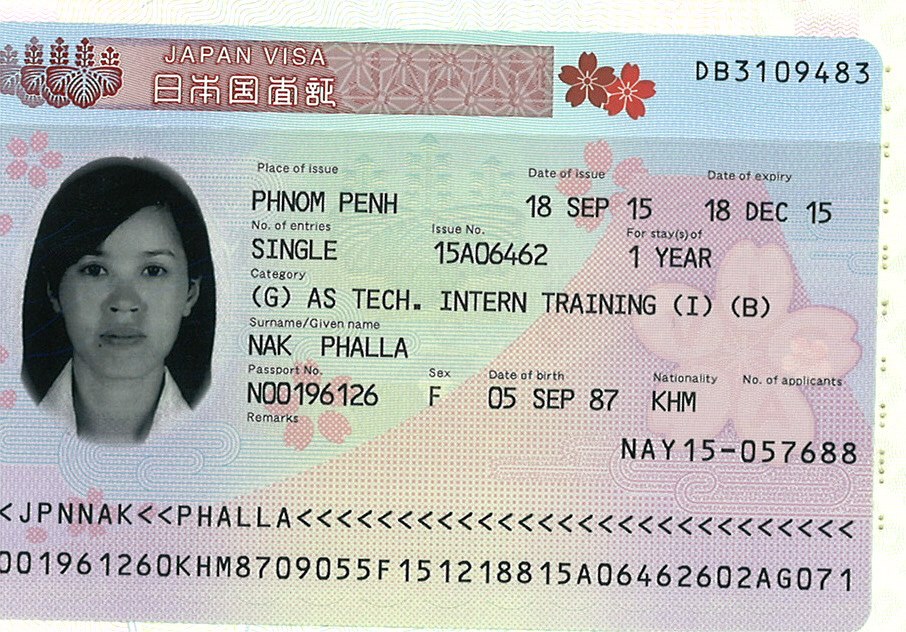 JAPAN VISA
日本国査証
DB3109483
Place of issue
Date of issue
Date of expiry
PHNOM PENH
18 SEP 15
18 DEC 15
No. of entries
Issue No.
For stay(s)of
SINGLE
15A06462
1 YEAR
Category
(G) AS TECH. INTERN TRAINING (I) (B)
Surname/Given name
NAK PHALLA
Passport No.
Sex
Date of birth
Nationality
No. of applicants
N00196126
F
05 SEP 87
KHM
Remarks
NAY15-057688
<JPNNAK<<PHALLA<<<<<<<<<<<<<<<<<<<<<<<<<<<<
001961260KHM8709055F151218815A06462602AG071